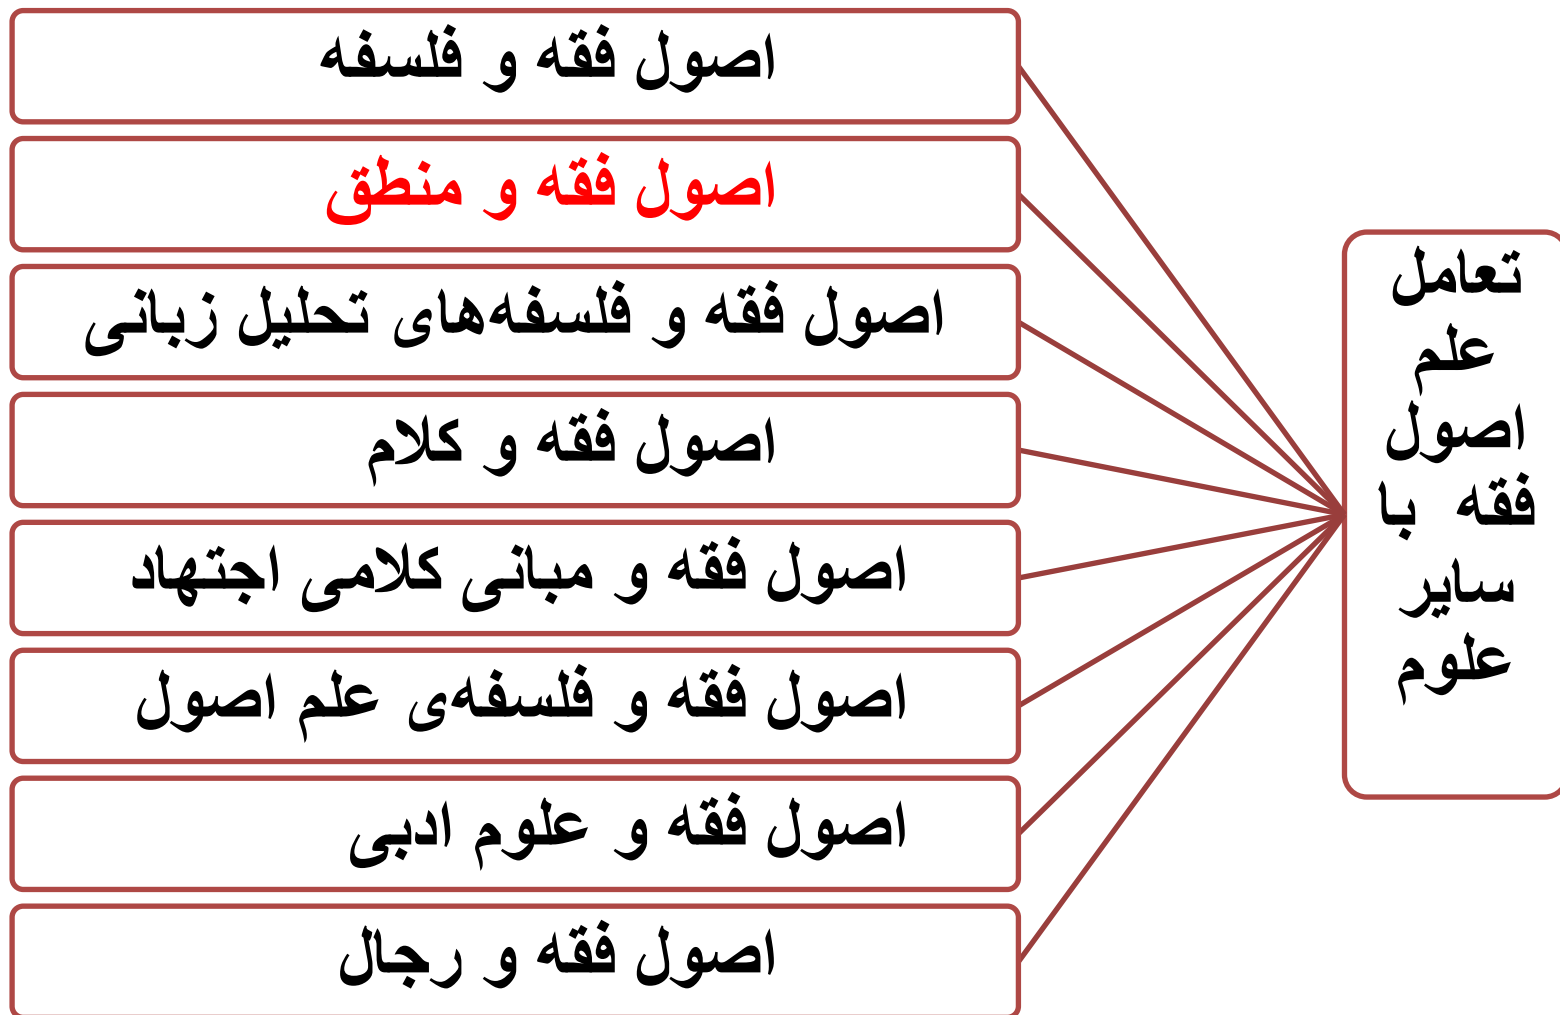 تعامل
علم
اصول
فقه با
سایر
علوم
اصول فقه و فلسفه
اصول فقه و منطق
اصول فقه و فلسفه‌های تحلیل زبانی
اصول فقه و کلام
اصول فقه و مبانی کلامی اجتهاد
اصول فقه و فلسفه‌ی علم اصول
اصول فقه و علوم ادبی
اصول فقه و رجال